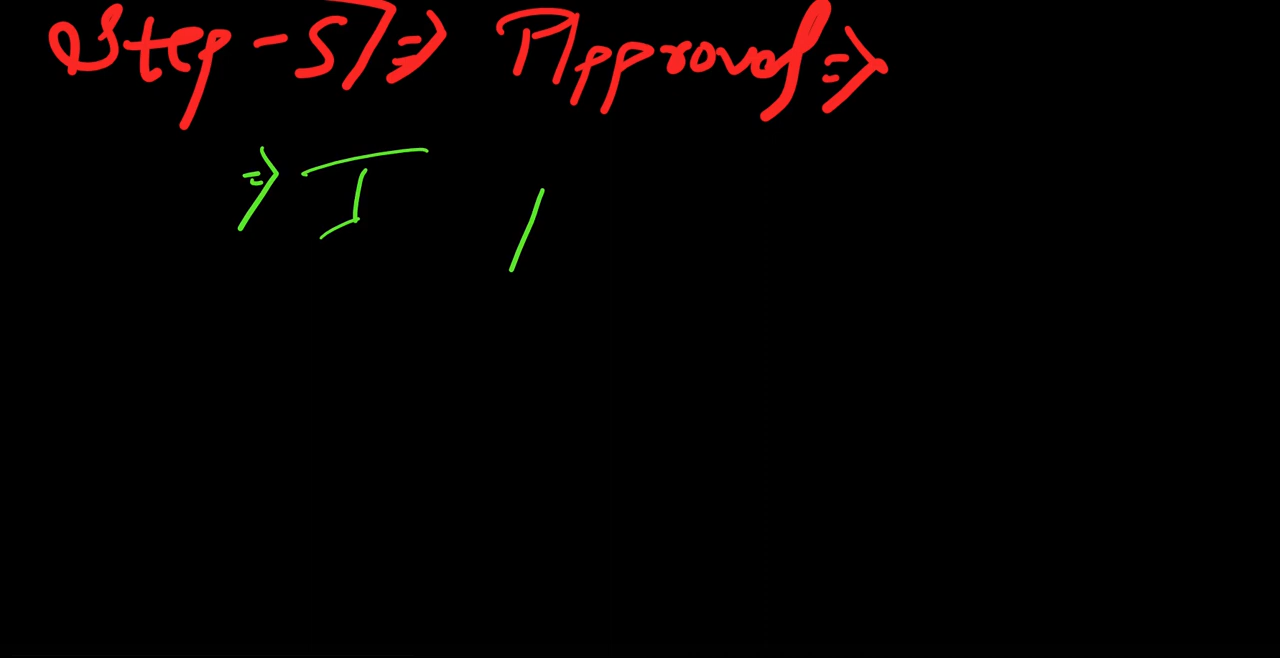 Step-5) => Approval =>
=> I /